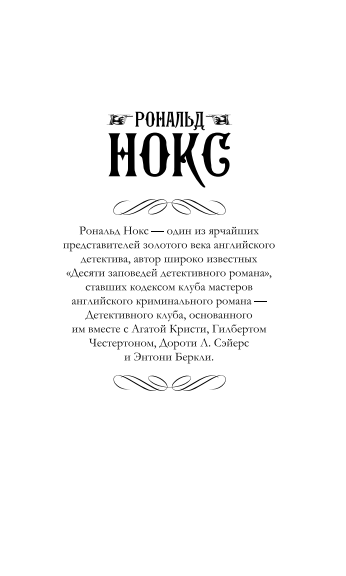 РОНАЛЬД
НОКС
Рональд Нокс — один из ярчайших
представителей золотого века английского
детектива, автор широко известных
«Десяти заповедей детективного романа»,
ставших кодексом клуба мастеров
английского криминального романа —
Детективного клуба, основанного
им вместе с Агатой Кристи, Гилбертом
Честертоном, Дороти Л. Сэйерс
и Энтони Беркли.